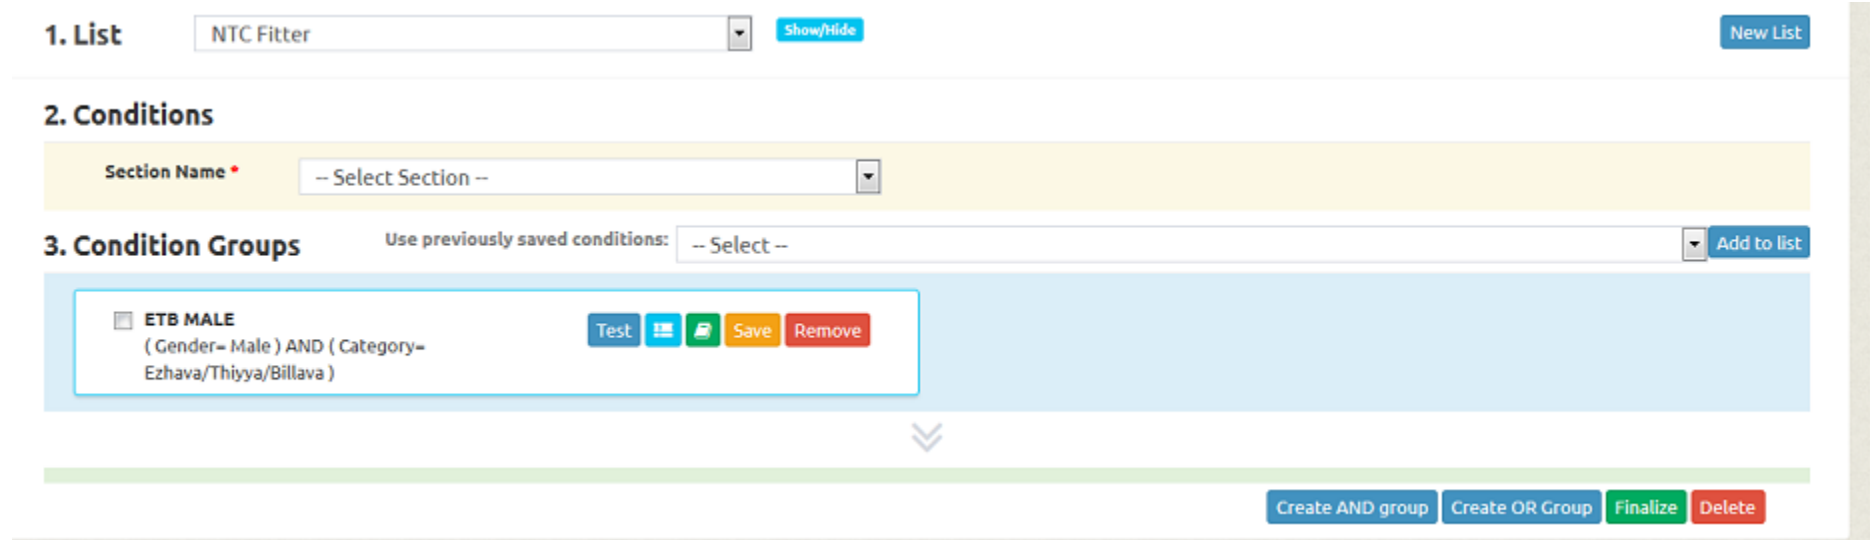 1. List NTC Fitter Show/Hide New List
2. Conditions
Section Name * -- Select Section --
3. Condition Groups Use previously saved conditions: -- Select -- Add to list
ETB MALE Test Save Remove
( Gender= Male ) AND ( Category=
Ezhava/Thiyya/Billava )
Create AND group Create OR Group Finalize Delete